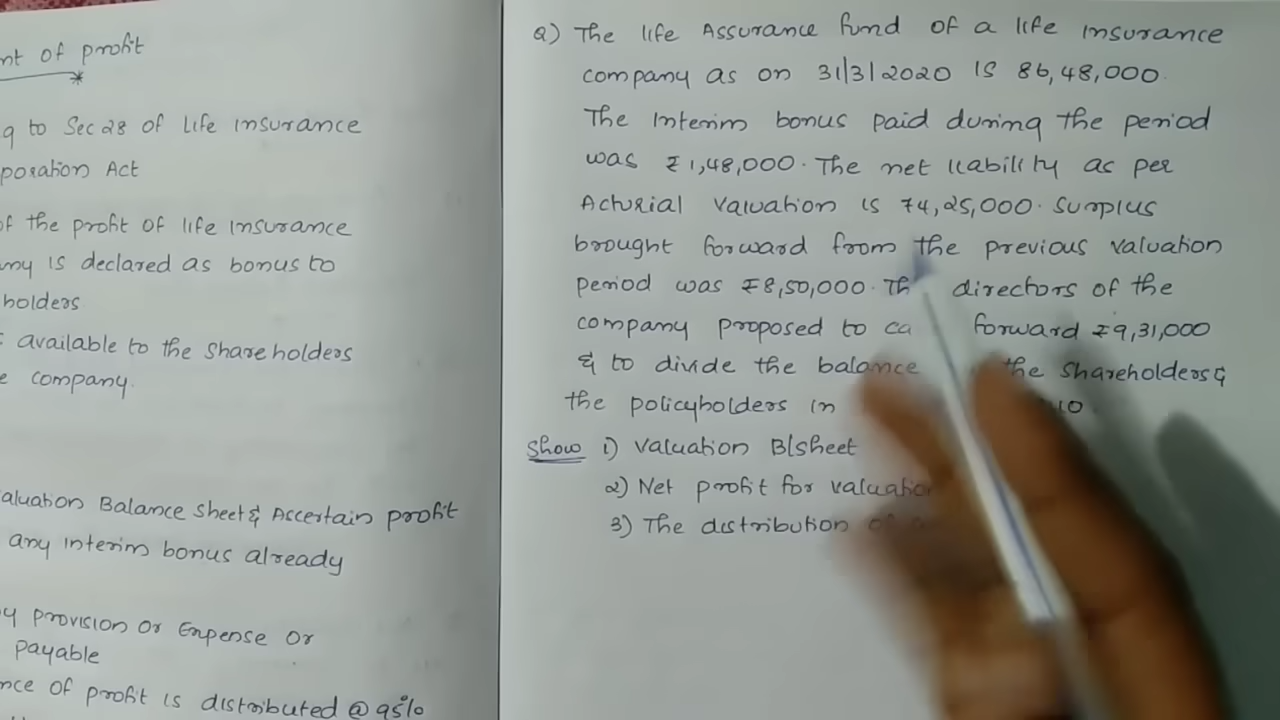 nt of profit
g to Sec 28 of Life Insurance
poration Act
of the profit of life insurance
ny is declared as bonus to
holders
available to the shareholders
e company.
aluation Balance sheet & Ascertain profit
any interim bonus already
y provision or Expense or
payable
nce of profit is distributed @ 95%
Q) The life Assurance fund of a life insurance
company as on 31/3/2020 is 86,48,000.
The Interim bonus paid during the period
was ₹1,48,000. The net liability as per
Acturial valuation is 74,25,000. Surplus
brought forward from the previous valuation
period was ₹8,50,000. directors of the
company proposed to forward ₹9,31,000
& to divide the balance the shareholders &
the policyholders in 10
Show 1) Valuation B/sheet
2) Net profit for
3) The distribution